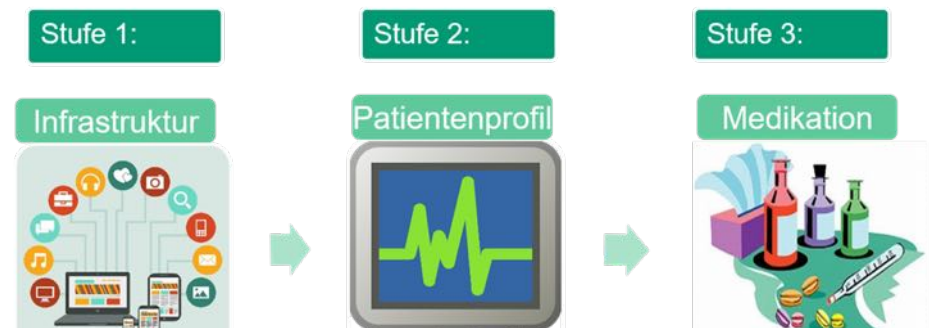 Stufe 1:
Stufe 2:
Stufe 3:
Infrastruktur
Patientenprofil
Medikation